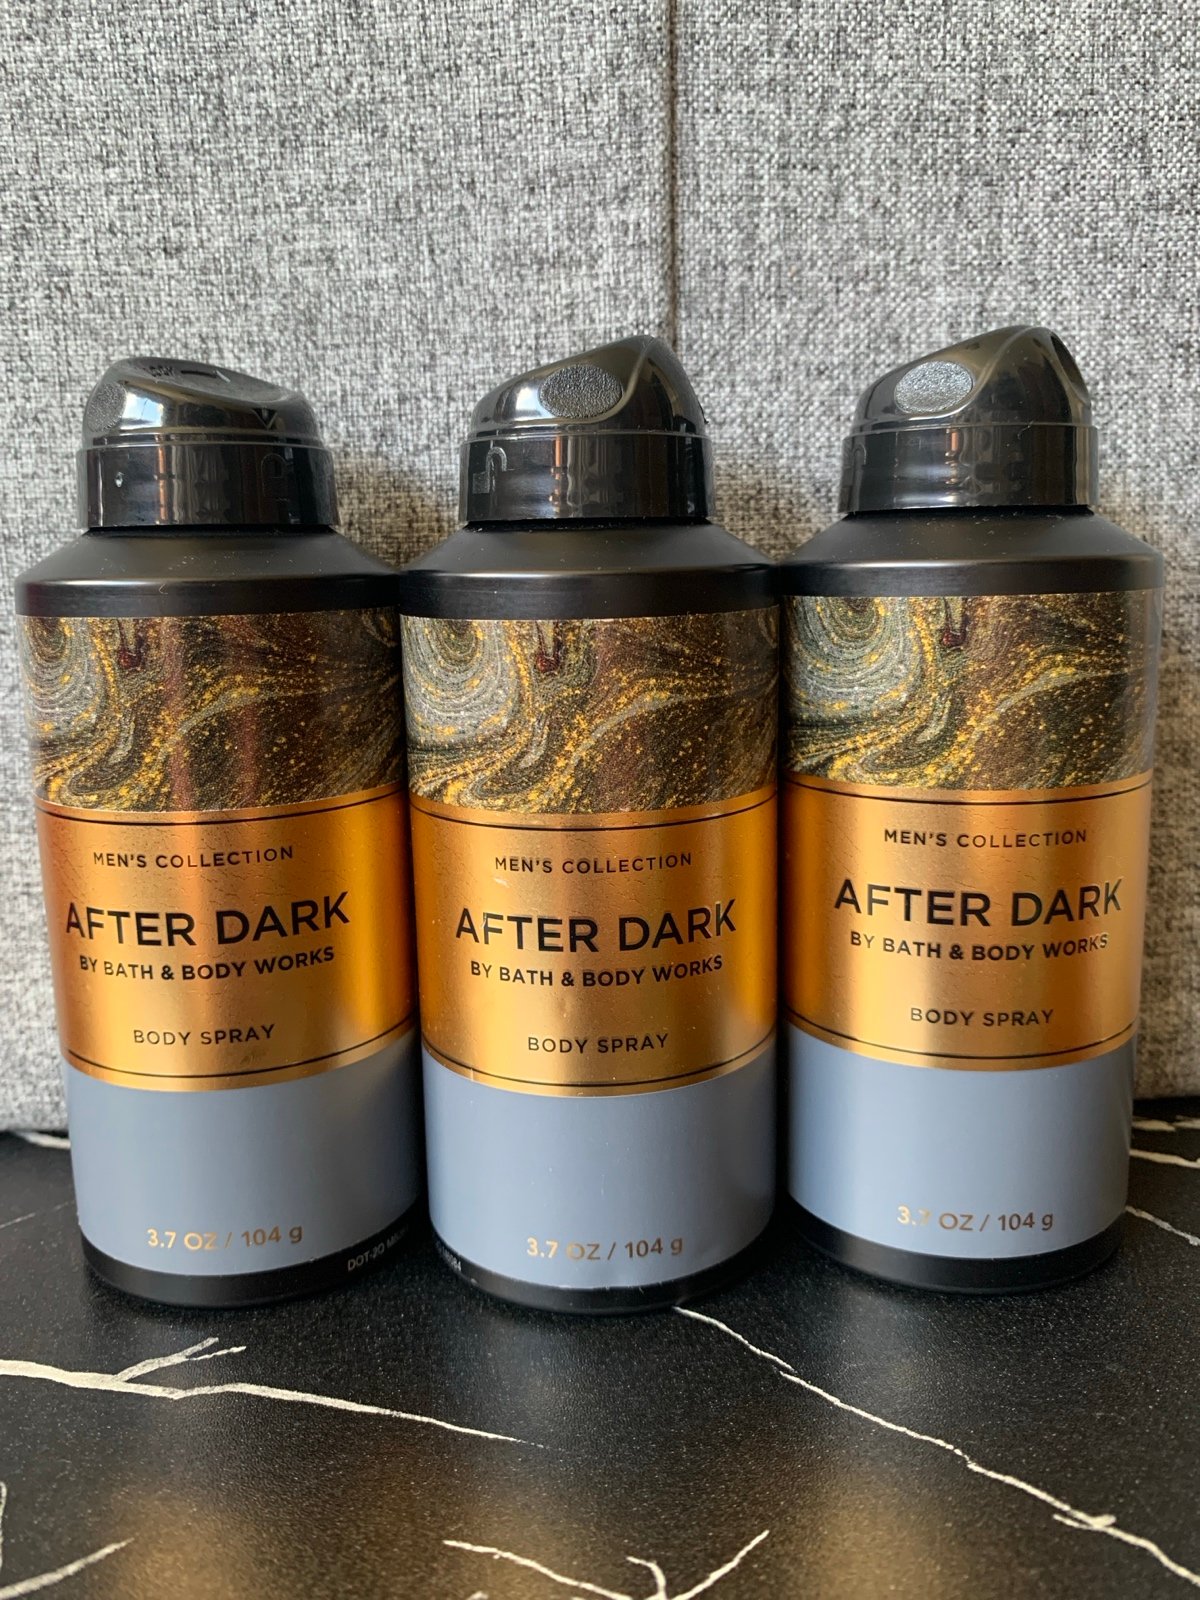 MEN'S COLLECTION
AFTER DARK
BY BATH & BODY WORKS
BODY SPRAY
3.7 OZ / 104 g
MEN'S COLLECTION
AFTER DARK
BY BATH & BODY WORKS
BODY SPRAY
3.7 OZ / 104 g
MEN'S COLLECTION
AFTER DARK
BY BATH & BODY WORKS
BODY SPRAY
3.7 OZ / 104 g